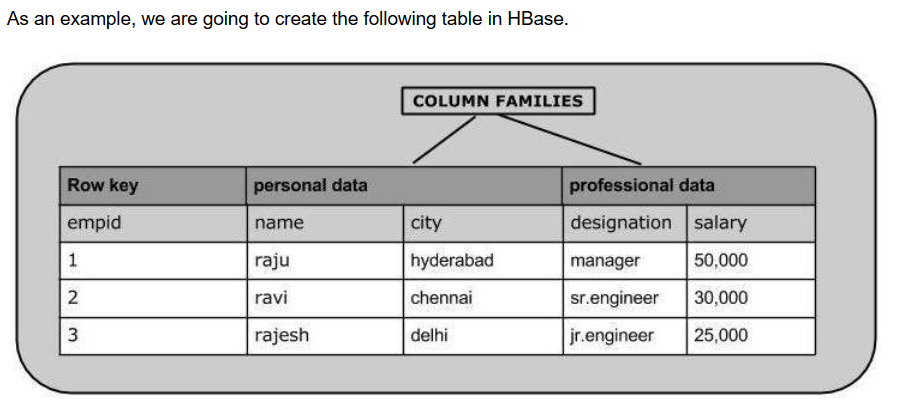 As an example, we are going to create the following table in HBase.
COLUMN FAMILIES
Row key personal data professional data
empid name city designation salary
1 raju hyderabad manager 50,000
2 ravi chennai sr.engineer 30,000
3 rajesh delhi jr.engineer 25,000